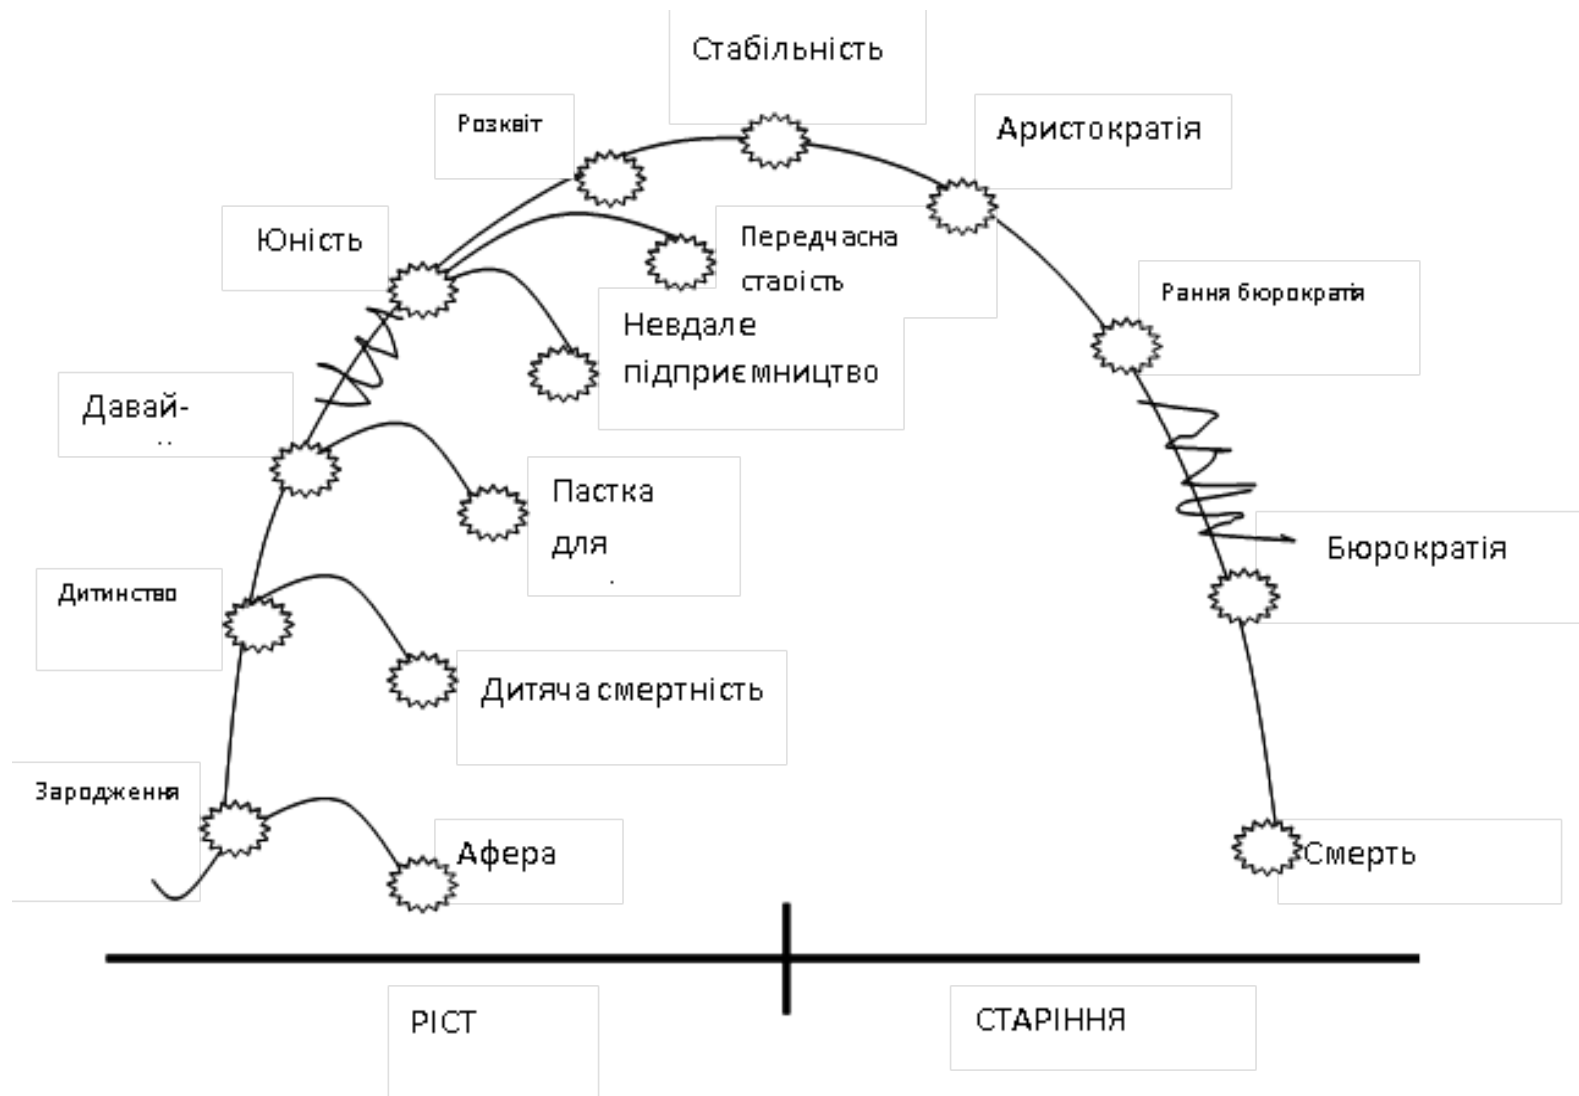 Стабільність
Розквіт
Аристократія
Юність
Передчасна
старість
Рання бюрократія
Невдале
підприємництво
Давай-
Пастка
для
Бюрократія
Дитинство
Дитяча смертність
Зародження
Афера
Смерть
РІСТ
СТАРІННЯ